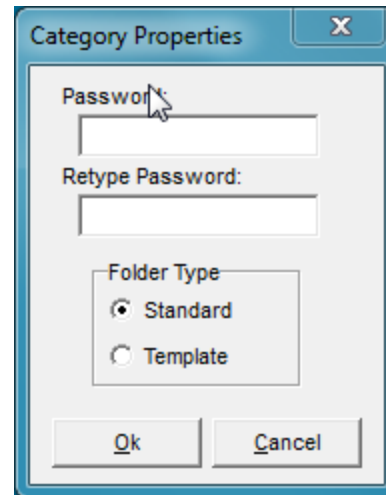 Category Properties
Password:
Retype Password:
Folder Type
Standard
Template
Ok
Cancel